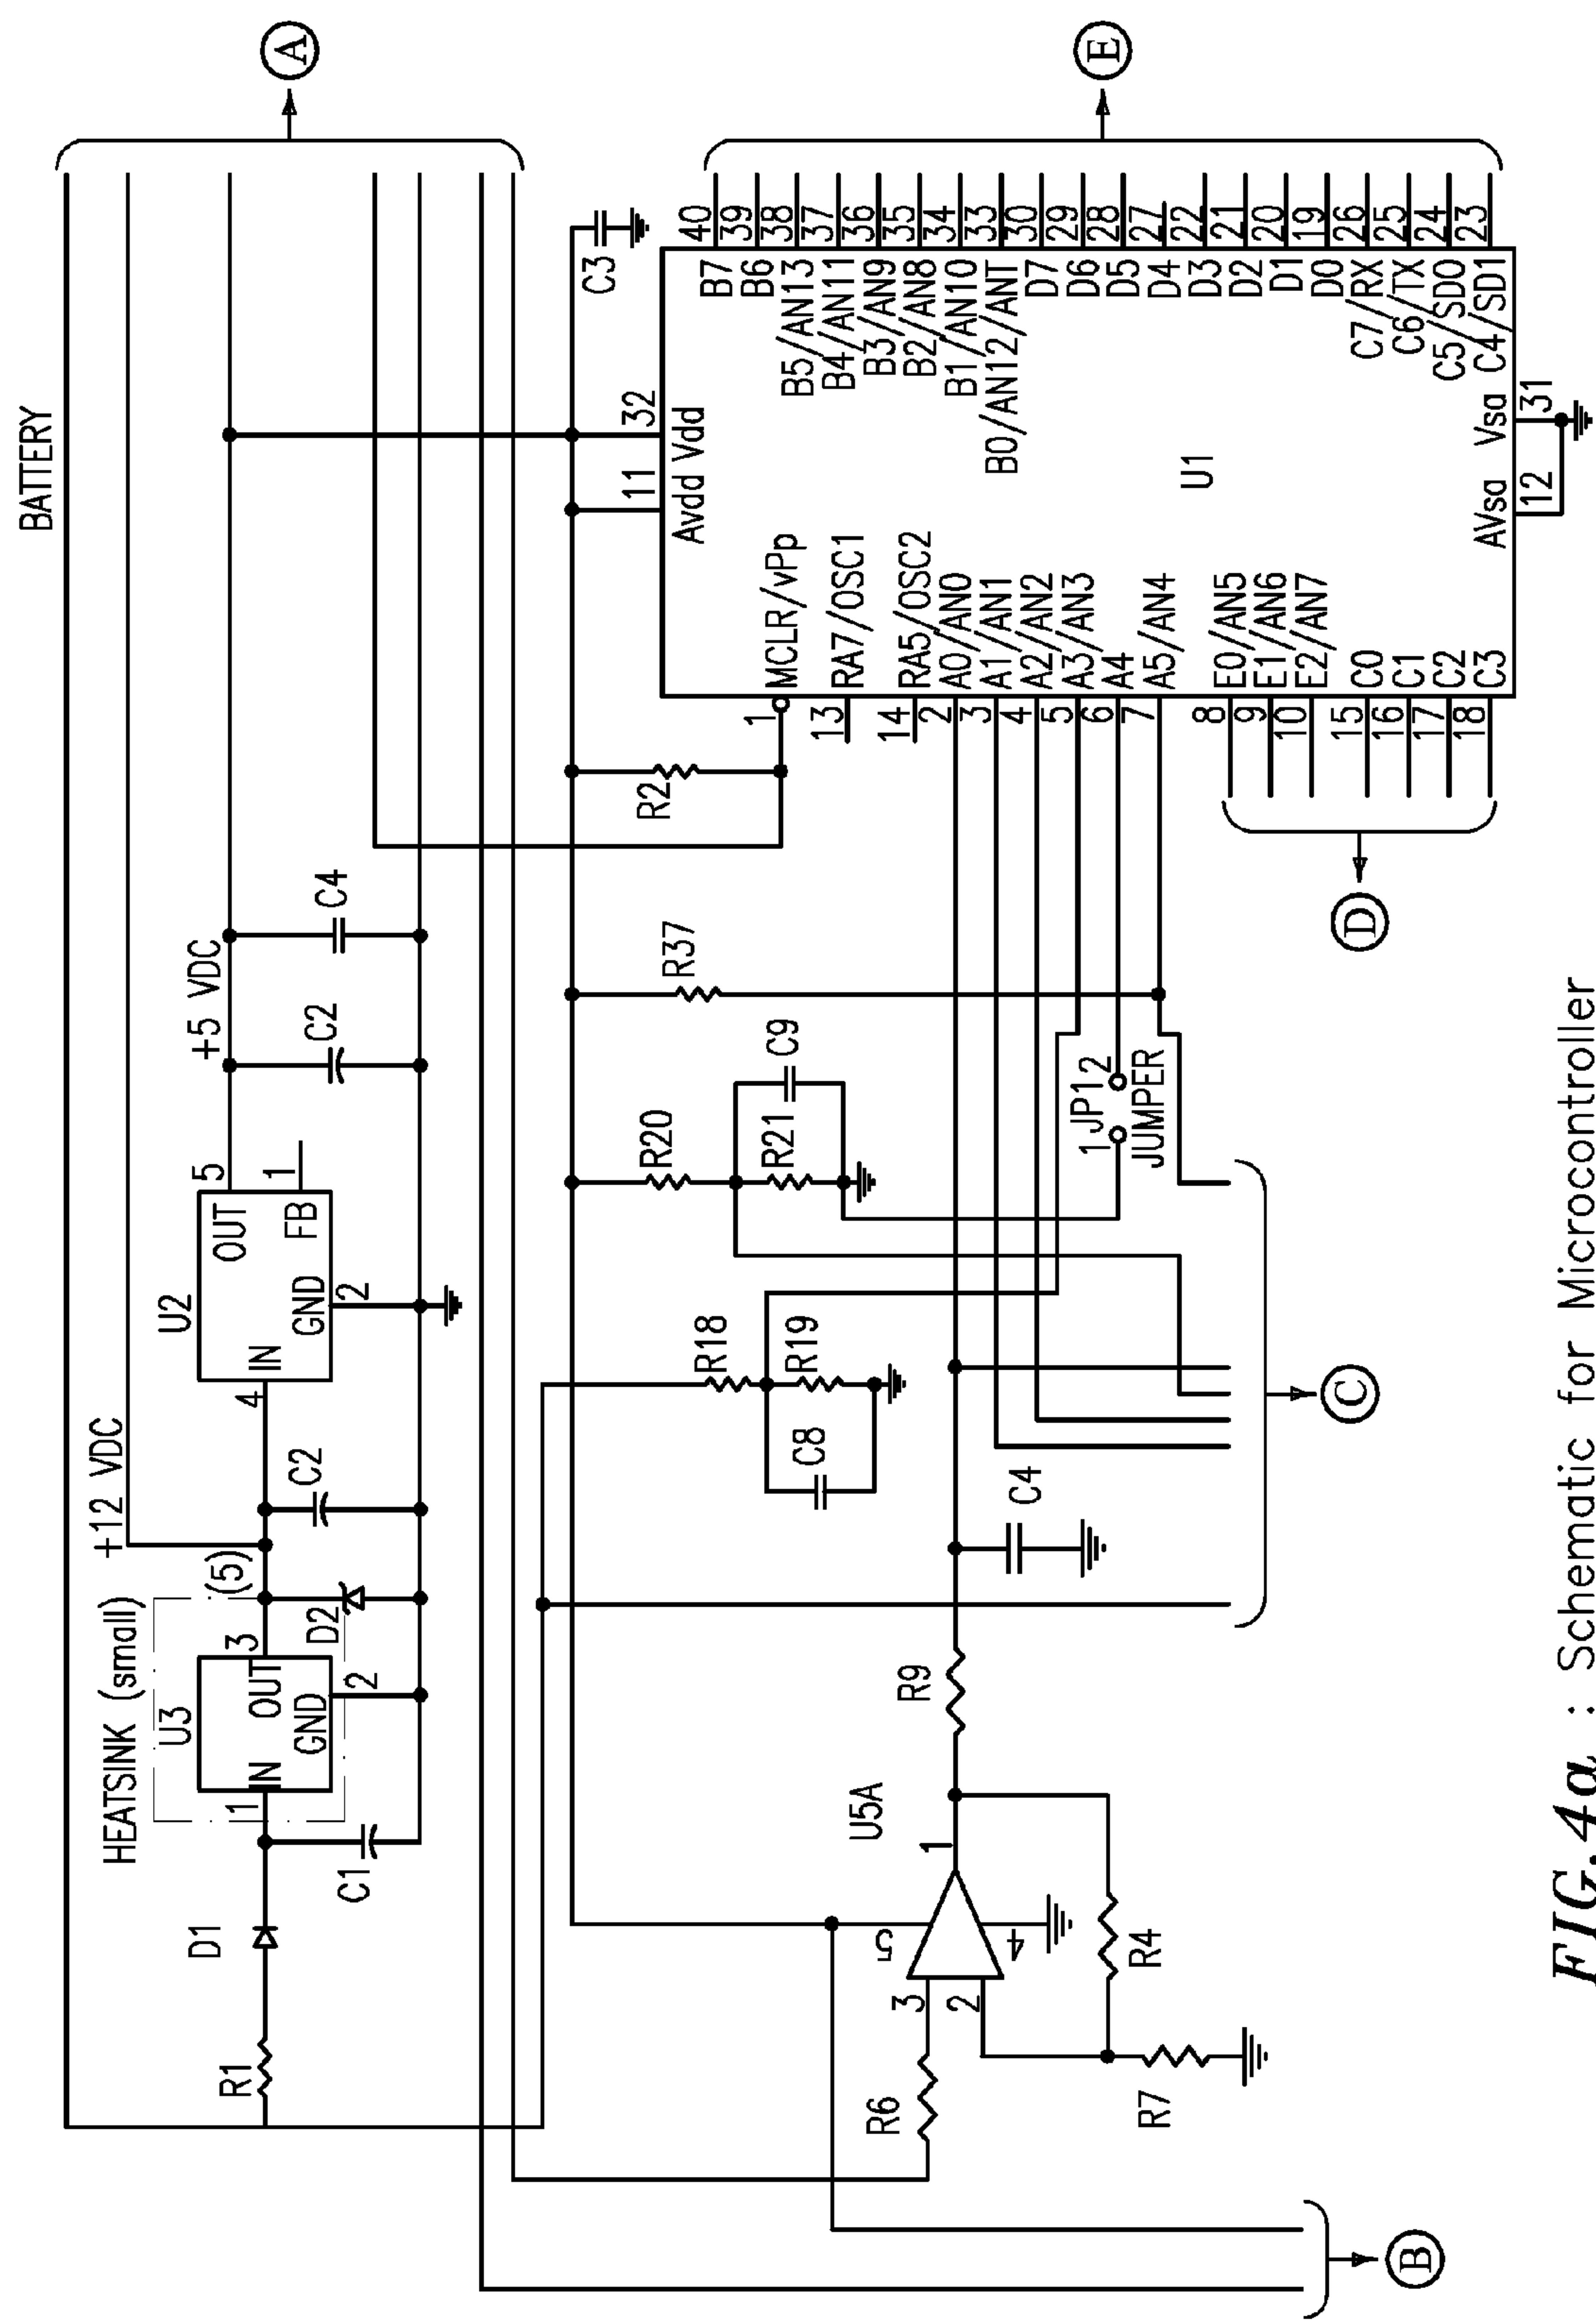 BATTERY
A
+12 VDC
+5 VDC
HEATSINK (small)
R1
D1
C1
U3
1
IN
OUT
3
GND
2
D2
(5)
C2
U2
4
IN
OUT
5
FB
1
GND
2
C2
C4
C3
R2
R37
R20
R21
C9
R18
R19
C8
JP1
1
2
JUMPER
R6
R7
R4
U5A
3
2
5
4
1
R9
C4
B
C
D
E
U1
11
Avdd
32
Vdd
1
MCLR/vPp
13
RA7/OSC1
14
RA5/OSC2
2
A0/AN0
3
A1/AN1
4
A2/AN2
5
A3/AN3
6
A4
7
A5/AN4
8
E0/AN5
9
E1/AN6
10
E2/AN7
15
C0
16
C1
17
C2
18
C3
B7
40
B6
39
B5/AN13
38
B4/AN11
37
B3/AN9
36
B2/AN8
35
B1/AN10
34
B0/AN12/ANT
33
D7
30
D6
29
D5
28
D4
27
D3
22
D2
21
D1
20
D0
19
C7/RX
26
C6/TX
25
C5/SDO
24
C4/SD1
23
AVsa
12
Vsa
31
FIG.4a : Schematic for Microcontroller